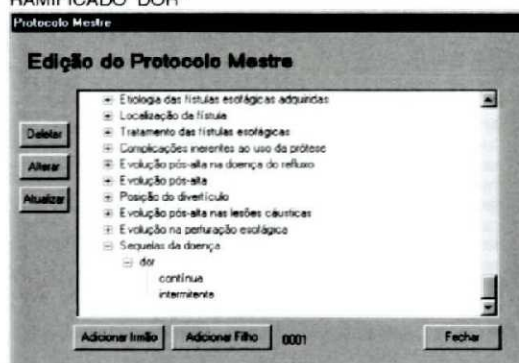 RAMIFICADO "DOR"
Protocolo Mestre
Edição do Protocolo Mestre
Etiologia das fístulas esofágicas adquiridas
Localização da fístula
Tratamento das fístulas esofágicas
Complicações inerentes ao uso da prótese
Evolução pós-alta na doença do refluxo
Evolução pós-alta
Posição do divertículo
Evolução pós-alta nas lesões cáusticas
Evolução na perfuração esofágica
Sequelas da doença
dor
contínua
intermitente
Deletar
Alterar
Atualizar
Adicionar Irmão
Adicionar Filho
0001
Fechar